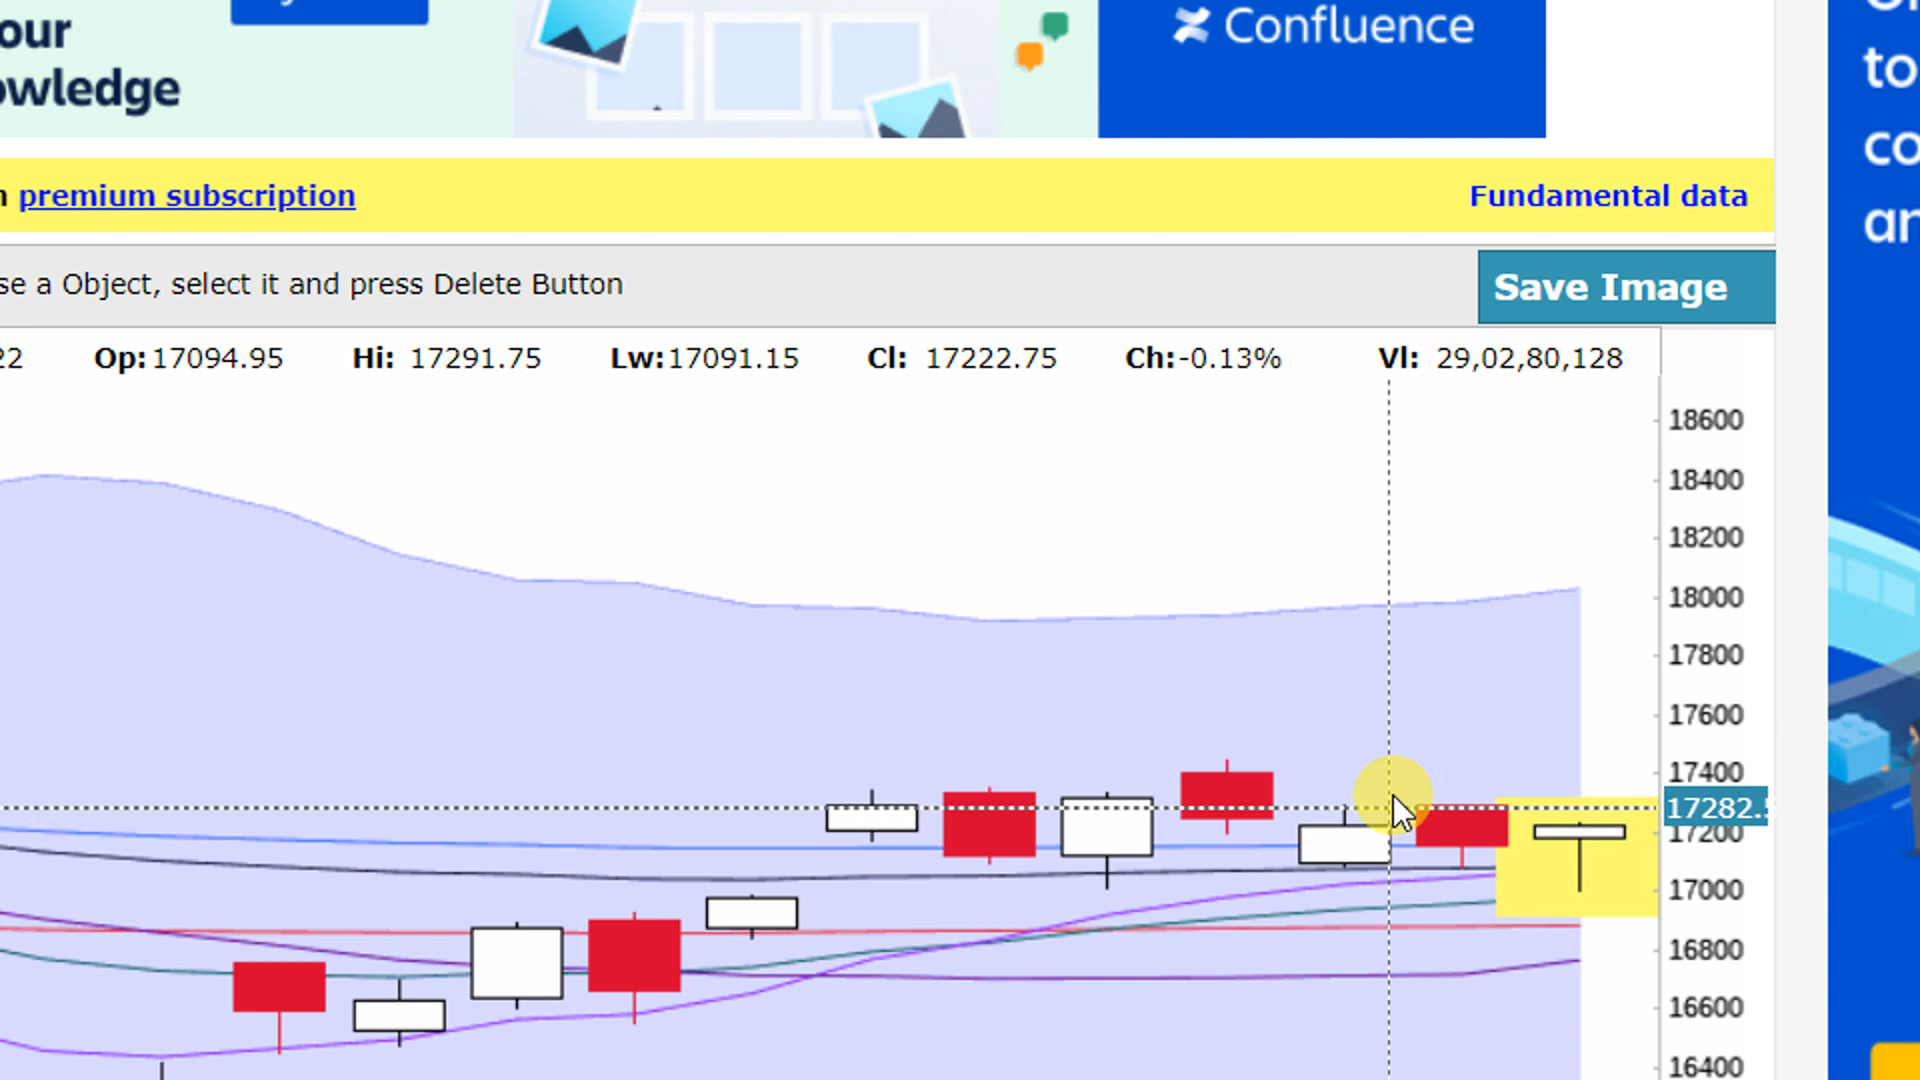 our
owledge
Confluence
to
co
an
premium subscription
Fundamental data
se a Object, select it and press Delete Button
Save Image
22 Op: 17094.95 Hi: 17291.75 Lw: 17091.15 Cl: 17222.75 Ch: -0.13% Vl: 29,02,80,128
18600
18400
18200
18000
17800
17600
17400
17282.5
17200
17000
16800
16600
16400